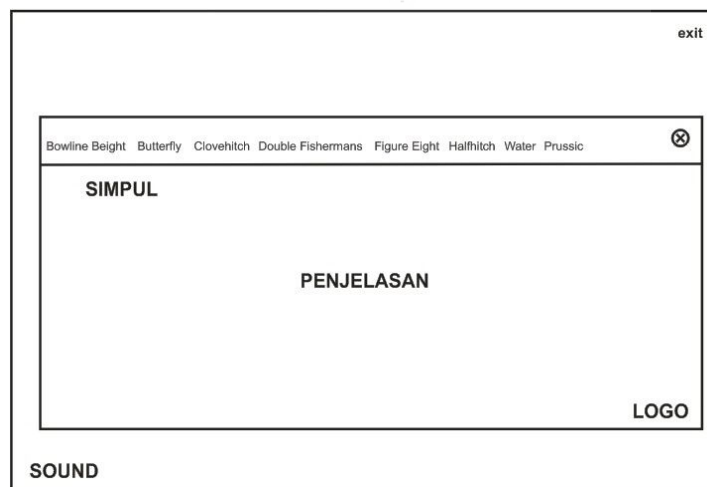 exit
Bowline Beight Butterfly Clovehitch Double Fishermans Figure Eight Halfhitch Water Prussic
SIMPUL
PENJELASAN
LOGO
SOUND